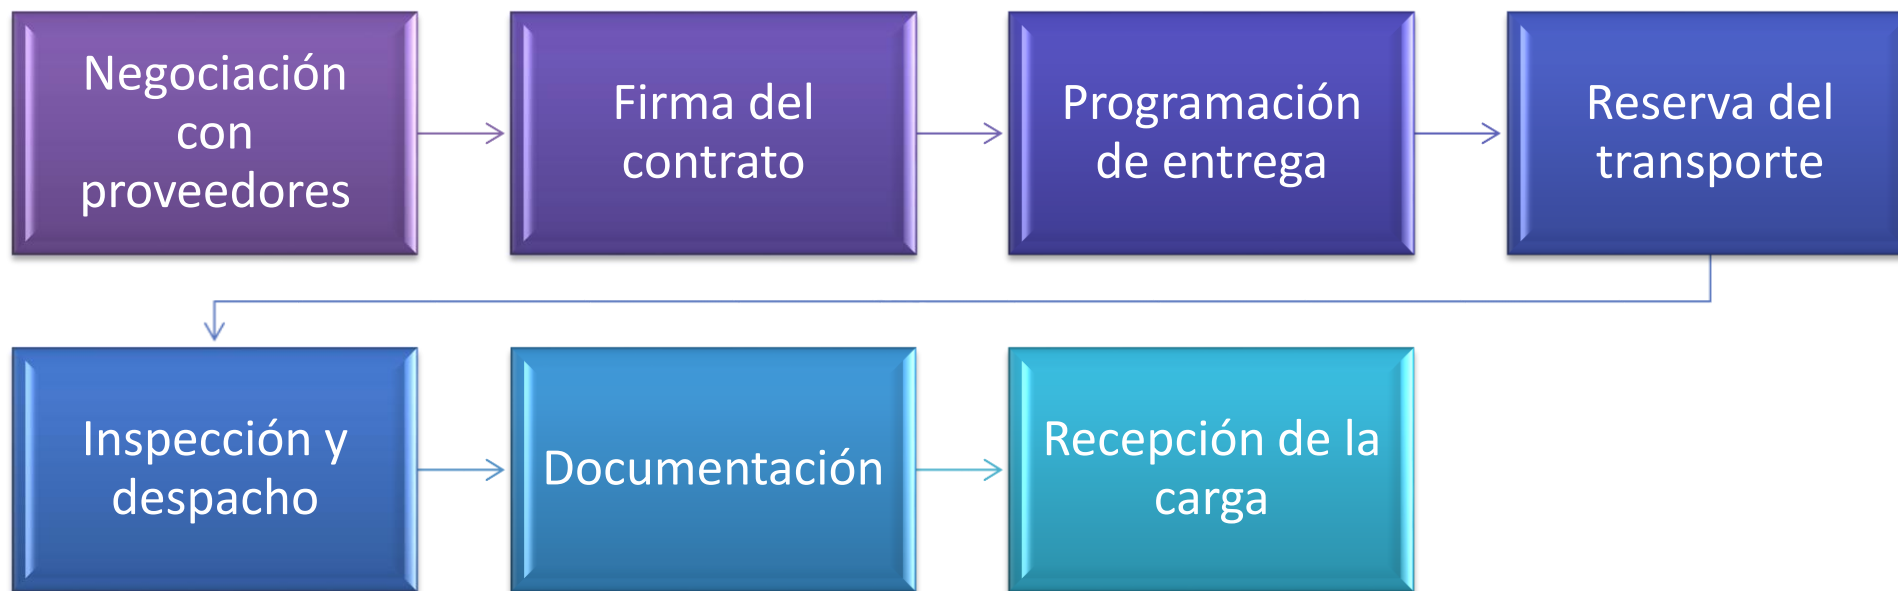 Negociación
con
proveedores
Firma del
contrato
Programación
de entrega
Reserva del
transporte
Inspección y
despacho
Documentación
Recepción de la
carga